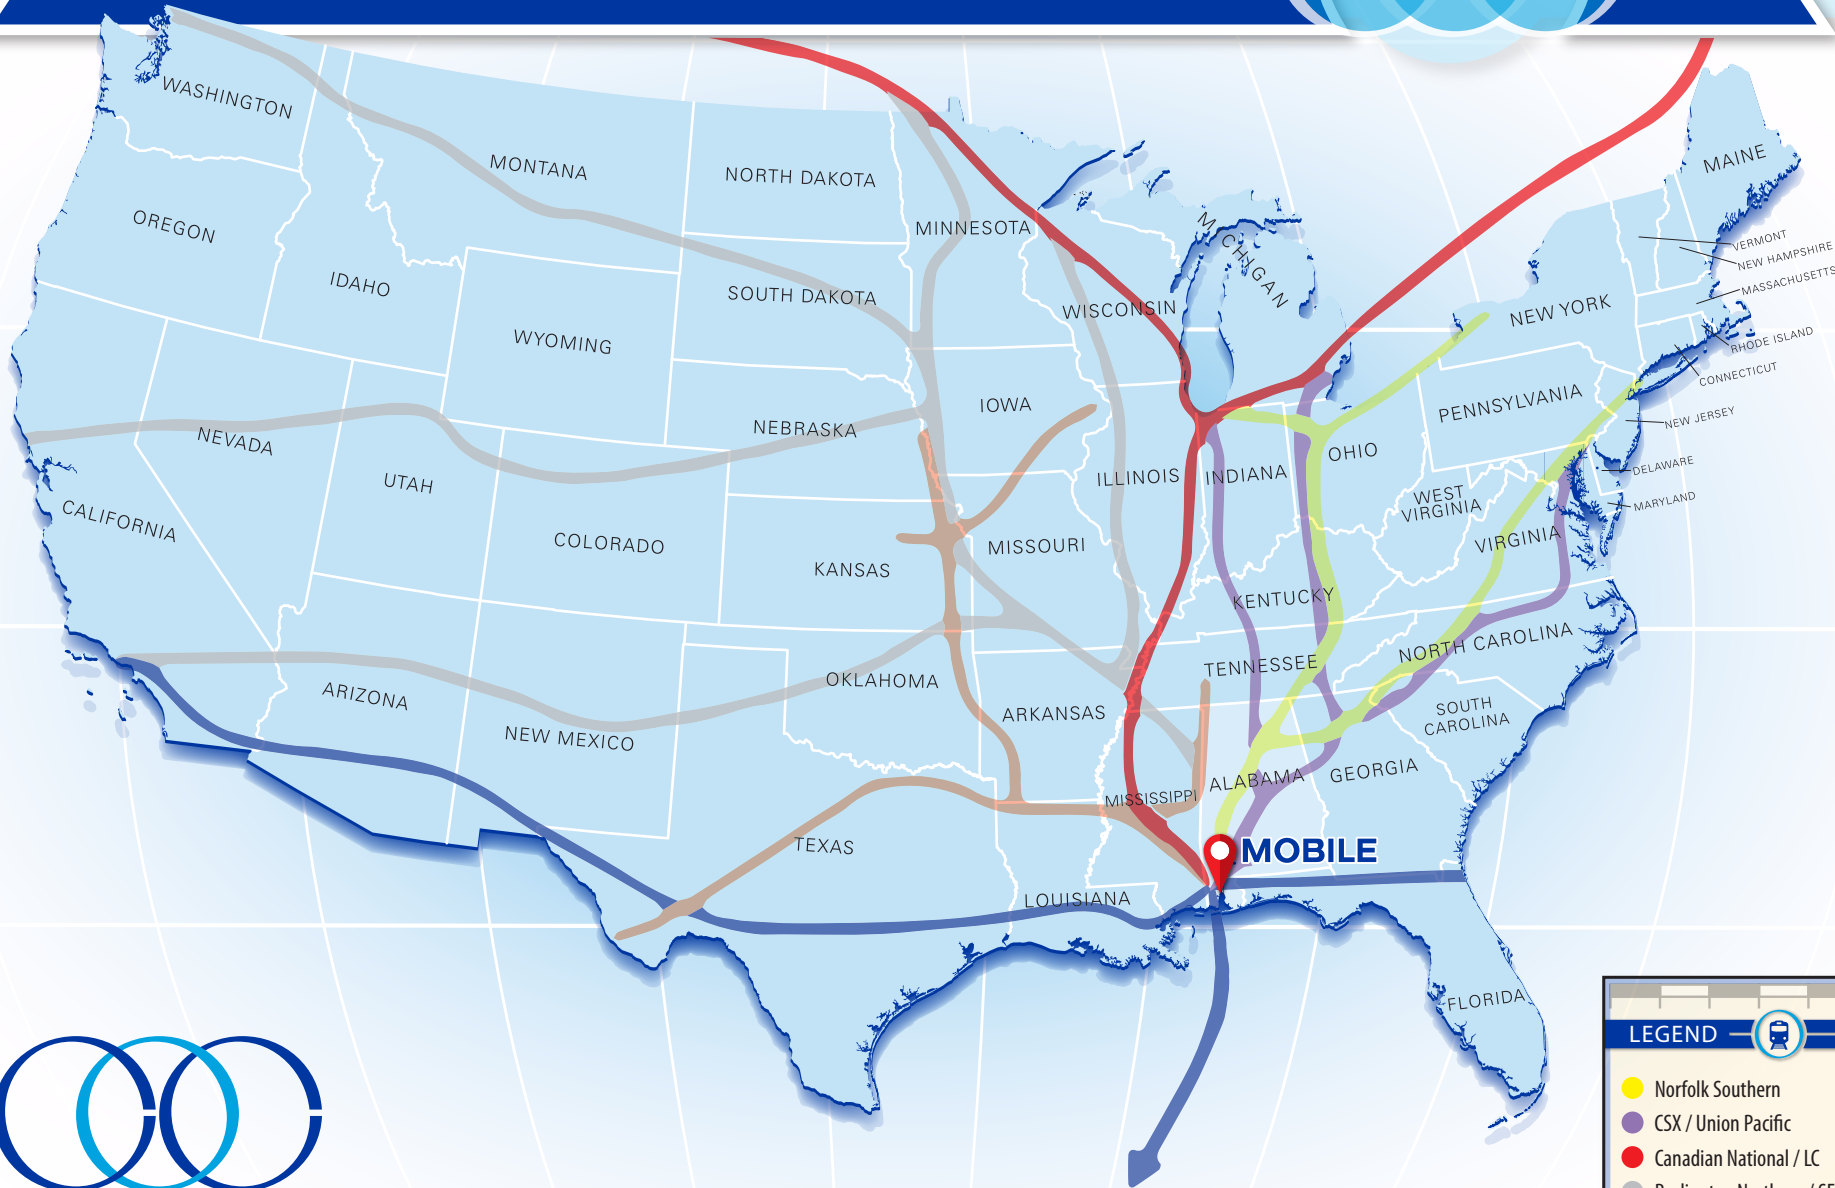 WASHINGTON
MONTANA
NORTH DAKOTA
MINNESOTA
MICHIGAN
MAINE
VERMONT
NEW HAMPSHIRE
MASSACHUSETTS
OREGON
IDAHO
SOUTH DAKOTA
WISCONSIN
NEW YORK
RHODE ISLAND
CONNECTICUT
WYOMING
IOWA
PENNSYLVANIA
NEW JERSEY
NEVADA
NEBRASKA
UTAH
ILLINOIS
INDIANA
OHIO
DELAWARE
MARYLAND
WEST
VIRGINIA
CALIFORNIA
COLORADO
KANSAS
MISSOURI
VIRGINIA
KENTUCKY
NORTH CAROLINA
TENNESSEE
ARIZONA
OKLAHOMA
ARKANSAS
SOUTH
CAROLINA
NEW MEXICO
MISSISSIPPI
ALABAMA
GEORGIA
TEXAS
MOBILE
LOUISIANA
FLORIDA
LEGEND
Norfolk Southern
CSX / Union Pacific
Canadian National / LC